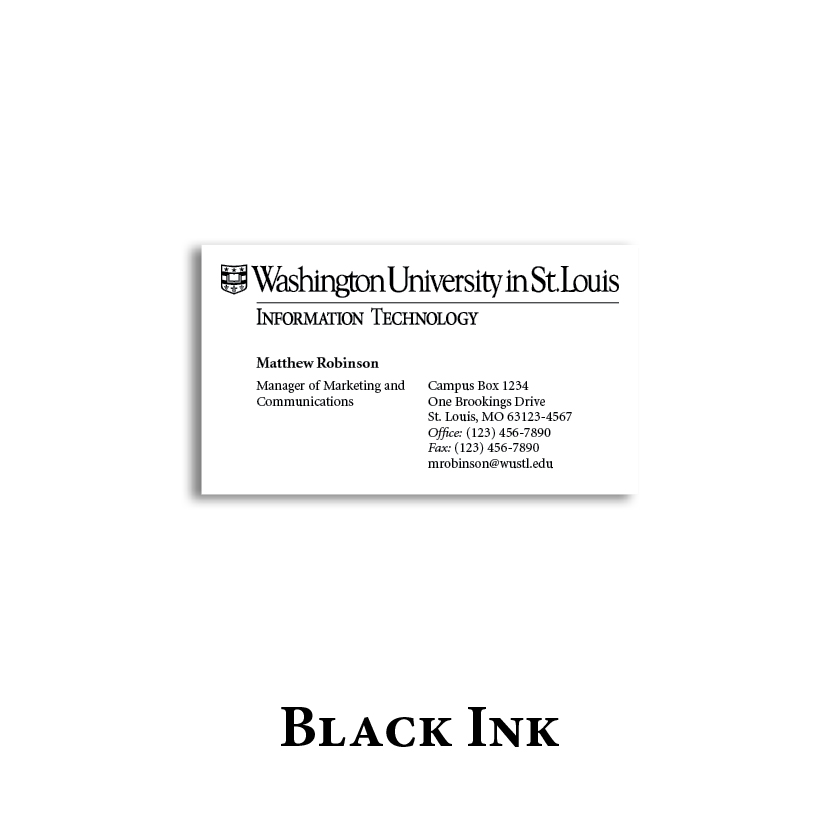 Washington University in St. Louis
Information Technology
Matthew Robinson
Manager of Marketing and
Communications
Campus Box 1234
One Brookings Drive
St. Louis, MO 63123-4567
Office: (123) 456-7890
Fax: (123) 456-7890
mrobinson@wustl.edu
Black Ink